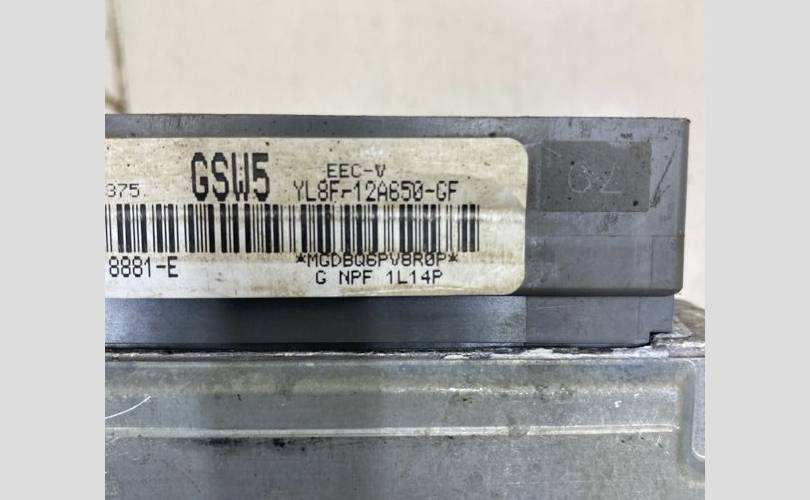 GSW5
EEC-V
375.
YL8F-12A650-GF
8881-E
*MGDBQ6PV8R0P*
G NPF 1L14P